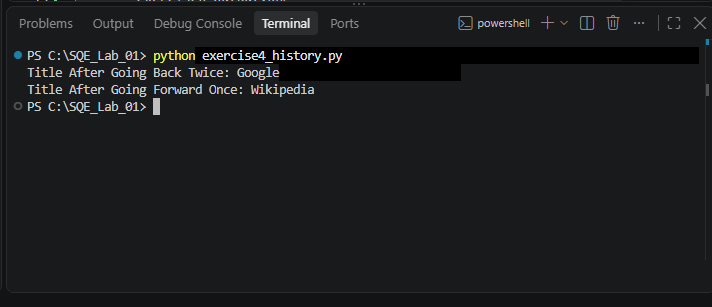 Problems Output Debug Console Terminal Ports powershell
PS C:\SQE_Lab_01> python exercise4_history.py
Title After Going Back Twice: Google
Title After Going Forward Once: Wikipedia
PS C:\SQE_Lab_01>